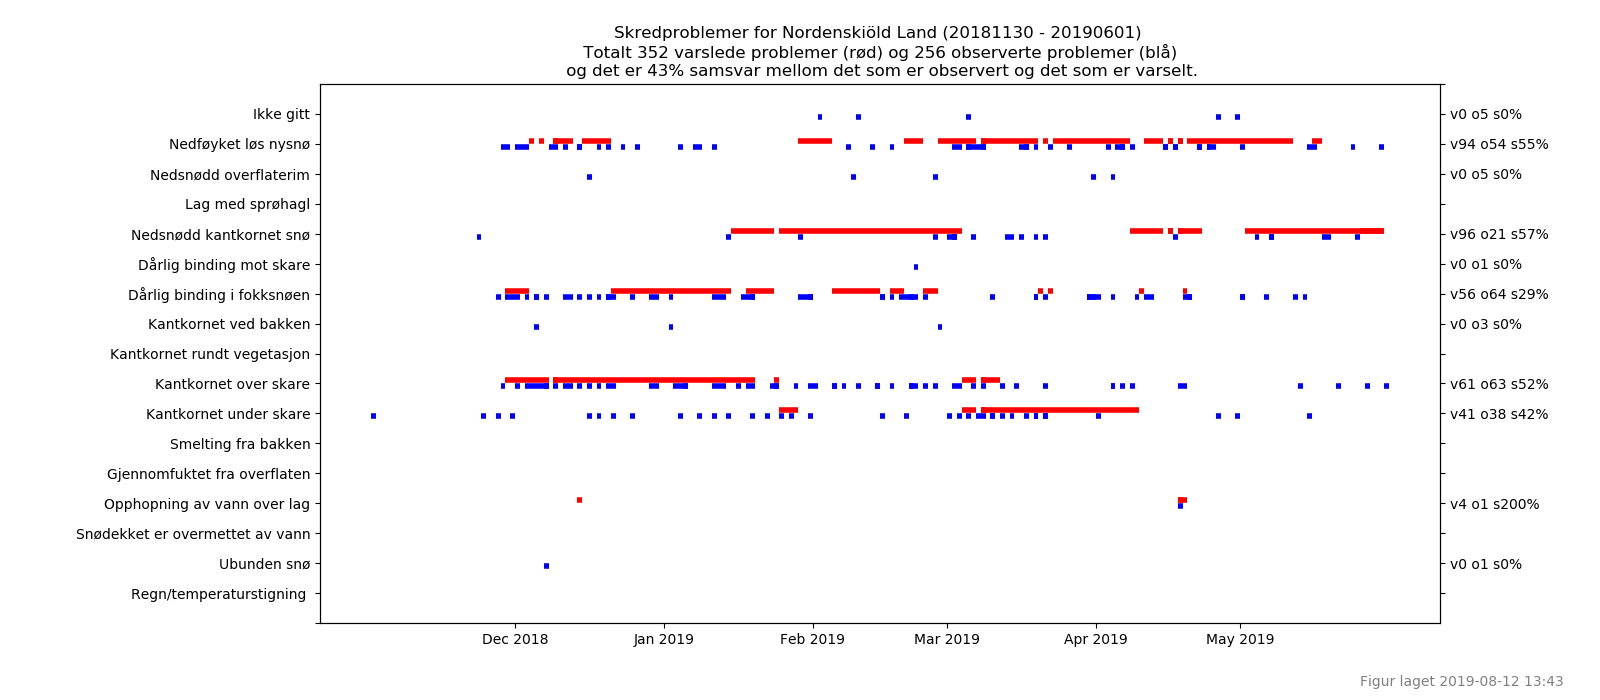 Skredproblemer for Nordenskiöld Land (20181130 - 20190601)
Totalt 352 varslede problemer (rød) og 256 observerte problemer (blå)
og det er 43% samsvar mellom det som er observert og det som er varselt.
Ikke gitt
v0 o5 s0%
Nedføyket løs nysnø
v94 o54 s55%
Nedsnødd overflaterim
v0 o5 s0%
Lag med sprøhagl
Nedsnødd kantkornet snø
v96 o21 s57%
Dårlig binding mot skare
v0 o1 s0%
Dårlig binding i fokksnøen
v56 o64 s29%
Kantkornet ved bakken
v0 o3 s0%
Kantkornet rundt vegetasjon
Kantkornet over skare
v61 o63 s52%
Kantkornet under skare
v41 o38 s42%
Smelting fra bakken
Gjennomfuktet fra overflaten
Opphopning av vann over lag
v4 o1 s200%
Snødekket er overmettet av vann
Ubunden snø
v0 o1 s0%
Regn/temperaturstigning
Dec 2018 Jan 2019 Feb 2019 Mar 2019 Apr 2019 May 2019
Figur laget 2019-08-12 13:43